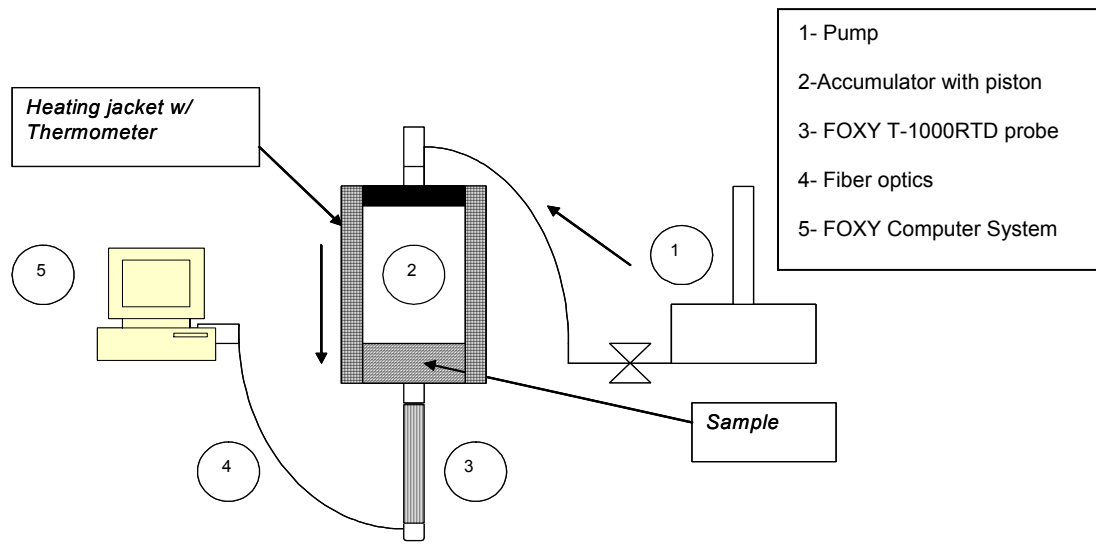 1- Pump
2-Accumulator with piston
3- FOXY T-1000RTD probe
4- Fiber optics
5- FOXY Computer System
Heating jacket w/
Thermometer
1
2
5
Sample
4
3